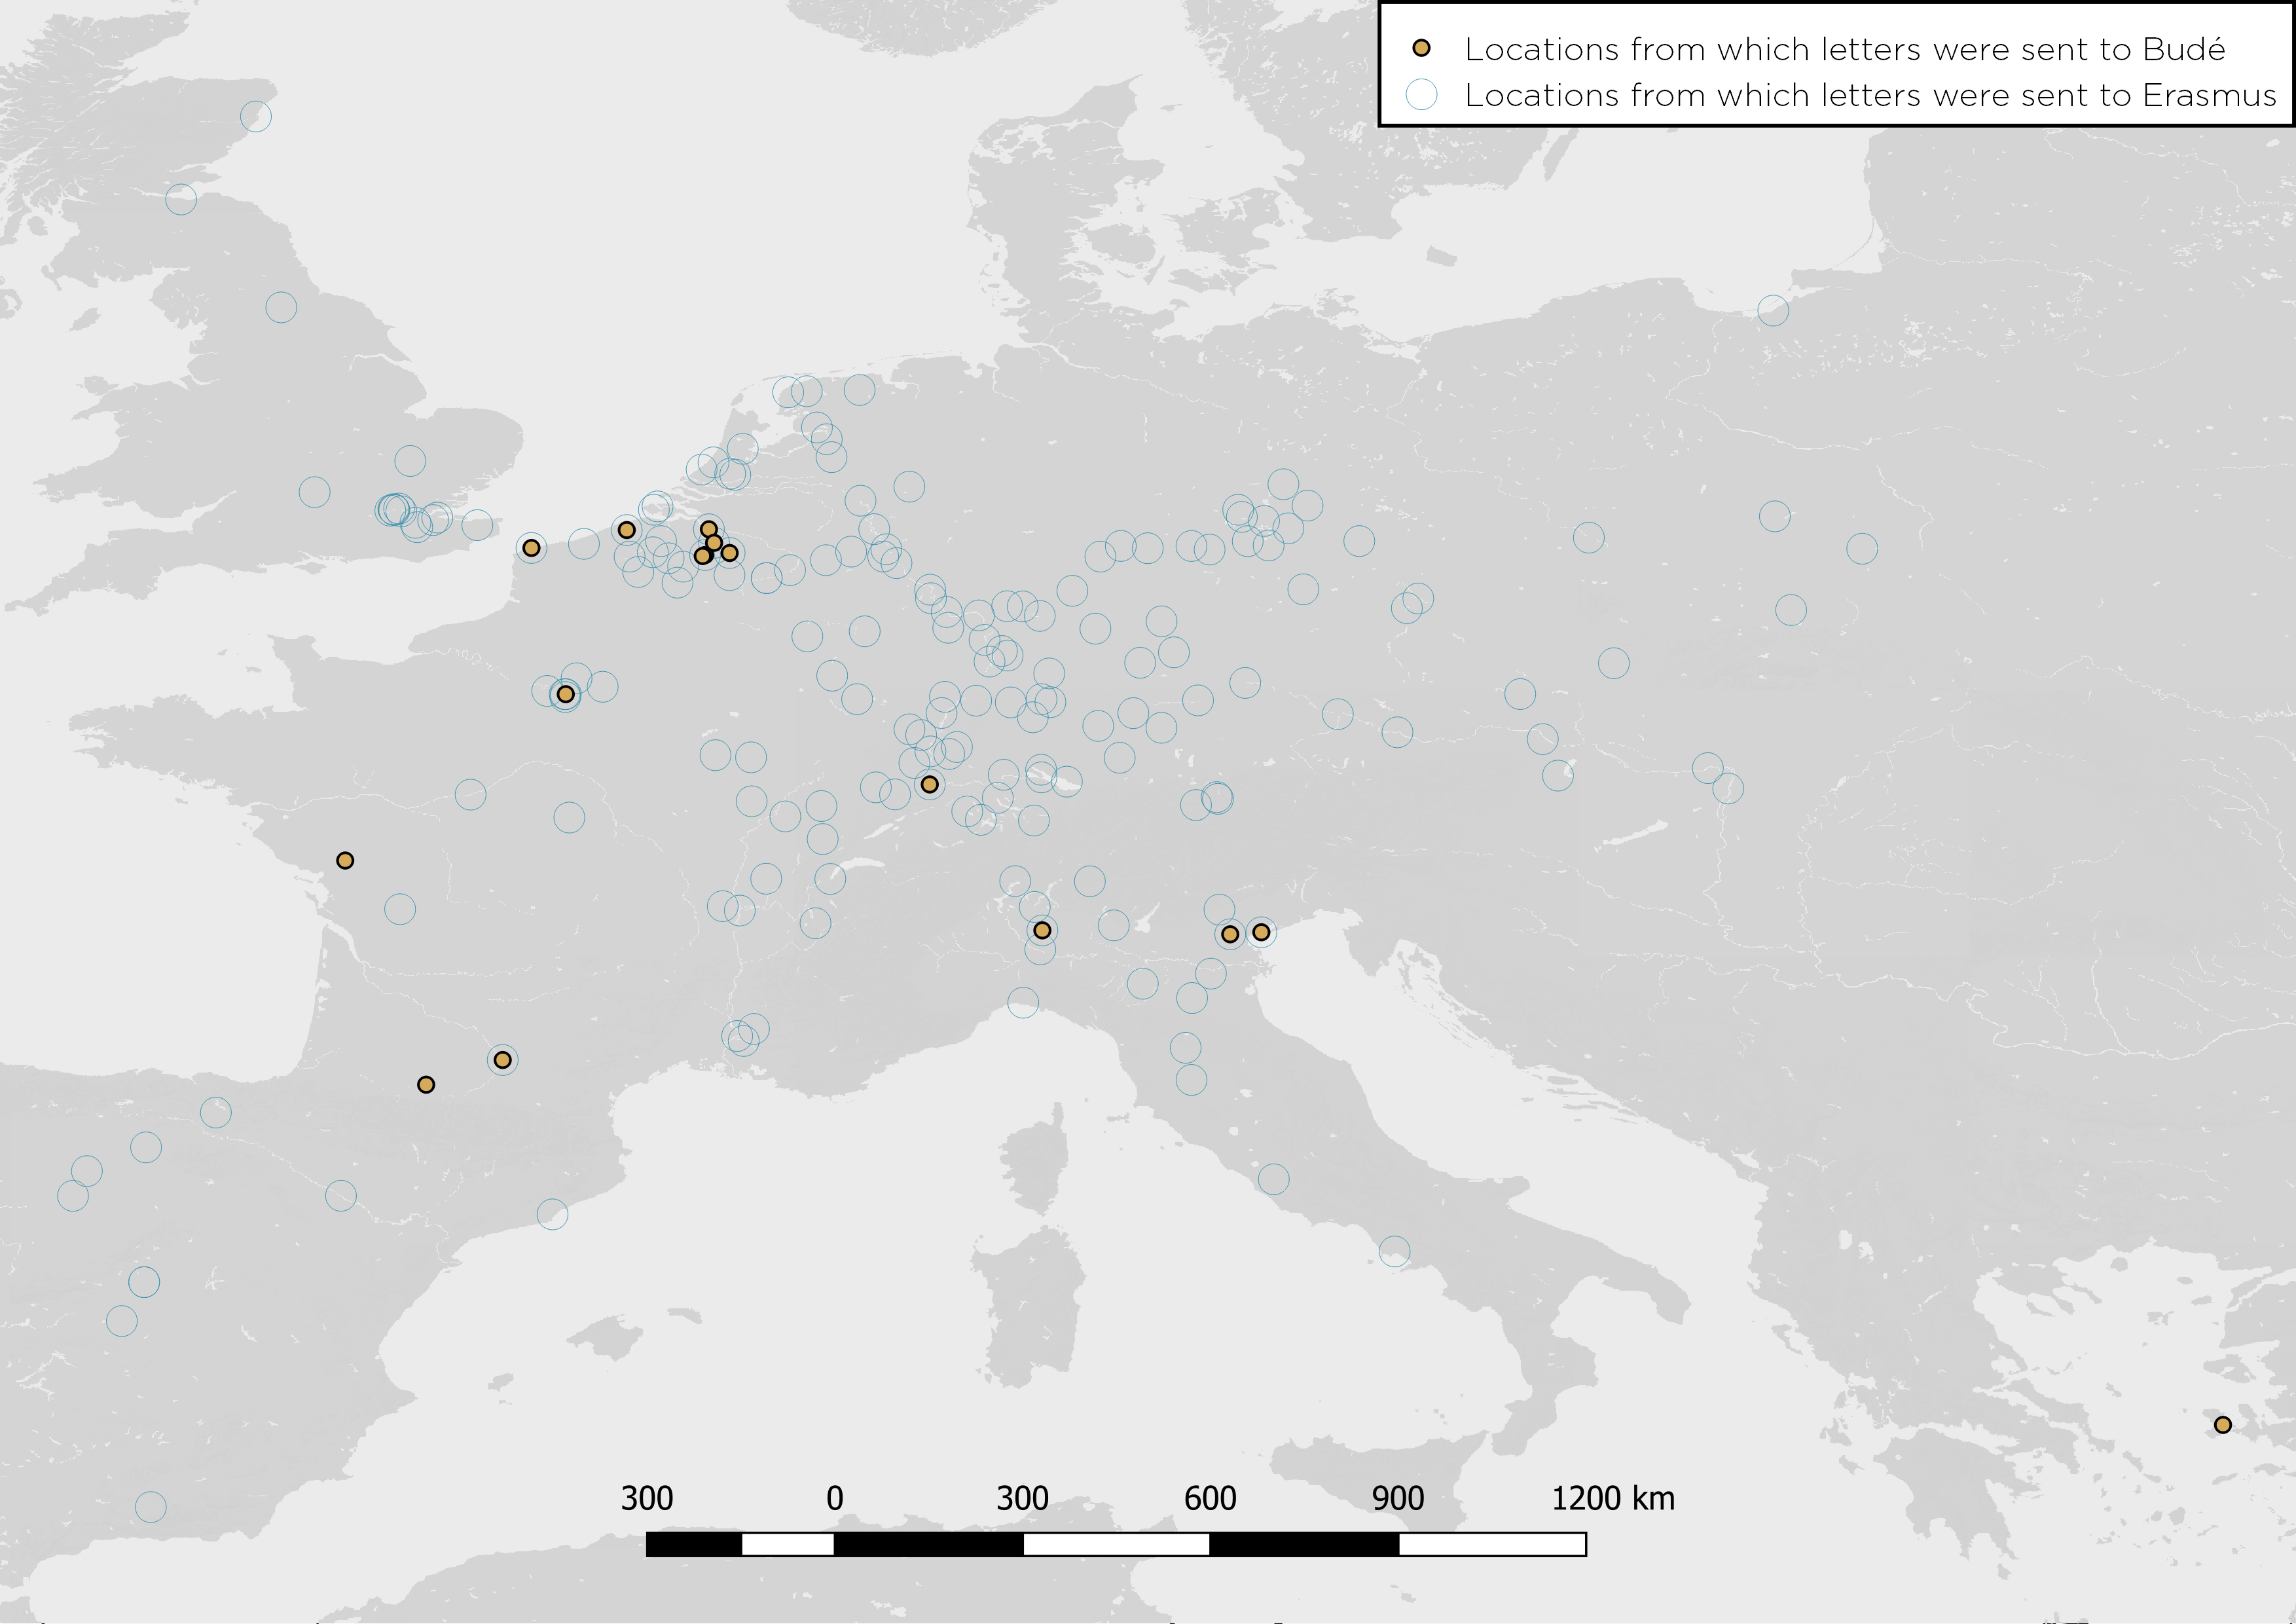 Locations from which letters were sent to Budé
Locations from which letters were sent to Erasmus
300 0 300 600 900 1200 km